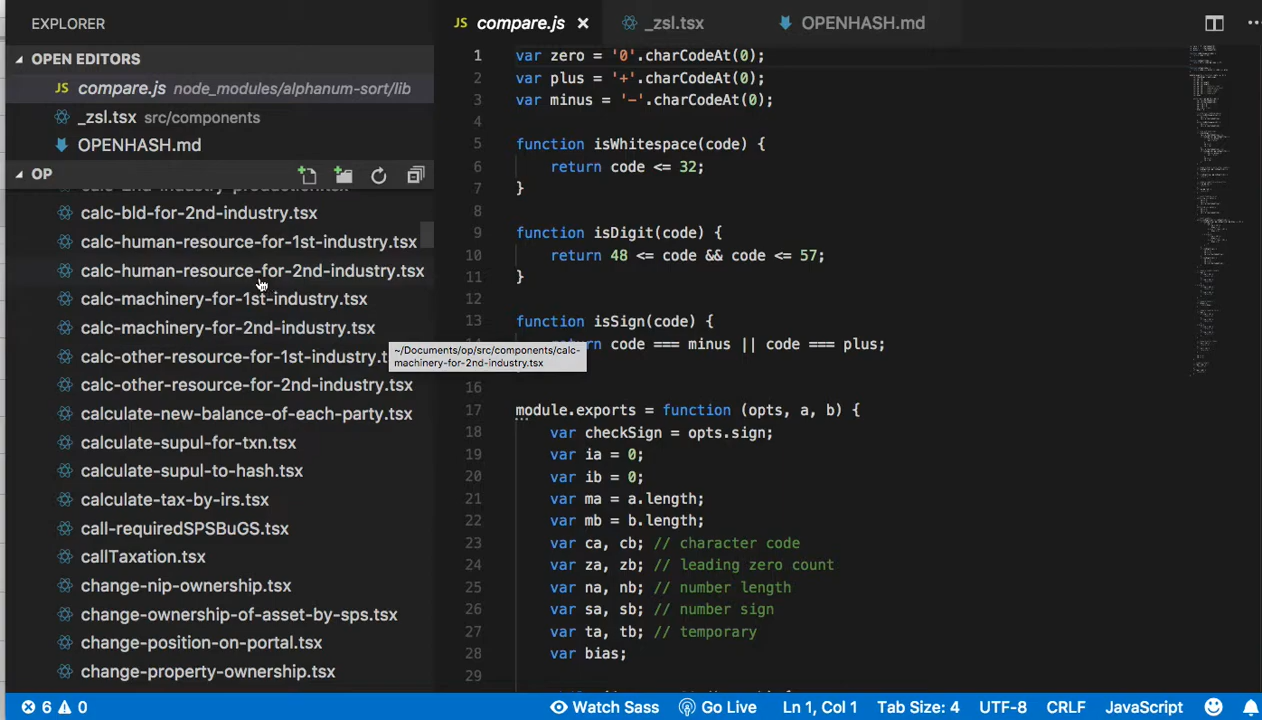 EXPLORER
OPEN EDITORS
JS compare.js node_modules/alphanum-sort/lib
_zsl.tsx src/components
OPENHASH.md
OP
calc-2nd-industry-production.tsx
calc-bld-for-2nd-industry.tsx
calc-human-resource-for-1st-industry.tsx
calc-human-resource-for-2nd-industry.tsx
calc-machinery-for-1st-industry.tsx
calc-machinery-for-2nd-industry.tsx
calc-other-resource-for-1st-industry.t
calc-other-resource-for-2nd-industry.tsx
calculate-new-balance-of-each-party.tsx
calculate-supul-for-txn.tsx
calculate-supul-to-hash.tsx
calculate-tax-by-irs.tsx
call-requiredSPSBuGS.tsx
callTaxation.tsx
change-nip-ownership.tsx
change-ownership-of-asset-by-sps.tsx
change-position-on-portal.tsx
change-property-ownership.tsx
~/Documents/op/src/components/calc-
machinery-for-2nd-industry.tsx
JS compare.js × _zsl.tsx OPENHASH.md
1 var zero = '0'.charCodeAt(0);
2 var plus = '+'.charCodeAt(0);
3 var minus = '-'.charCodeAt(0);
4
5 function isWhitespace(code) {
6 return code <= 32;
7 }
8
9 function isDigit(code) {
10 return 48 <= code && code <= 57;
11 }
12
13 function isSign(code) {
return code === minus || code === plus;
16
17 module.exports = function (opts, a, b) {
18 var checkSign = opts.sign;
19 var ia = 0;
20 var ib = 0;
21 var ma = a.length;
22 var mb = b.length;
23 var ca, cb; // character code
24 var za, zb; // leading zero count
25 var na, nb; // number length
26 var sa, sb; // number sign
27 var ta, tb; // temporary
28 var bias;
29
6 0 Watch Sass Go Live Ln 1, Col 1 Tab Size: 4 UTF-8 CRLF JavaScript